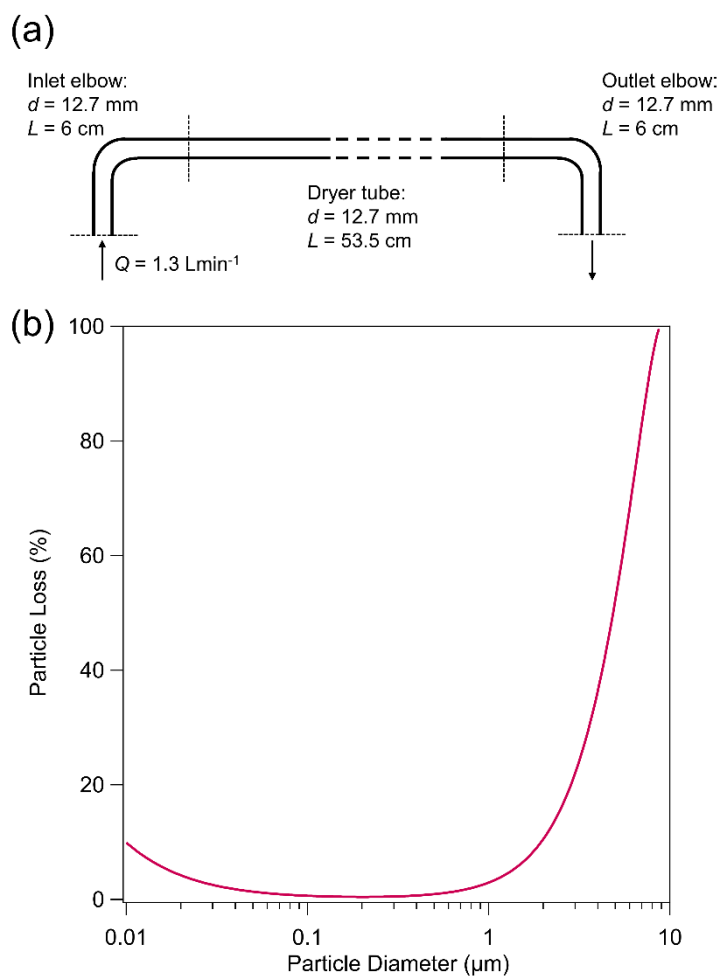 (a)
Inlet elbow:
d = 12.7 mm
L = 6 cm
Outlet elbow:
d = 12.7 mm
L = 6 cm
Dryer tube:
d = 12.7 mm
L = 53.5 cm
Q = 1.3 Lmin⁻¹
(b)
100
80
60
40
20
0
Particle Loss (%)
0.01
0.1
1
10
Particle Diameter (µm)